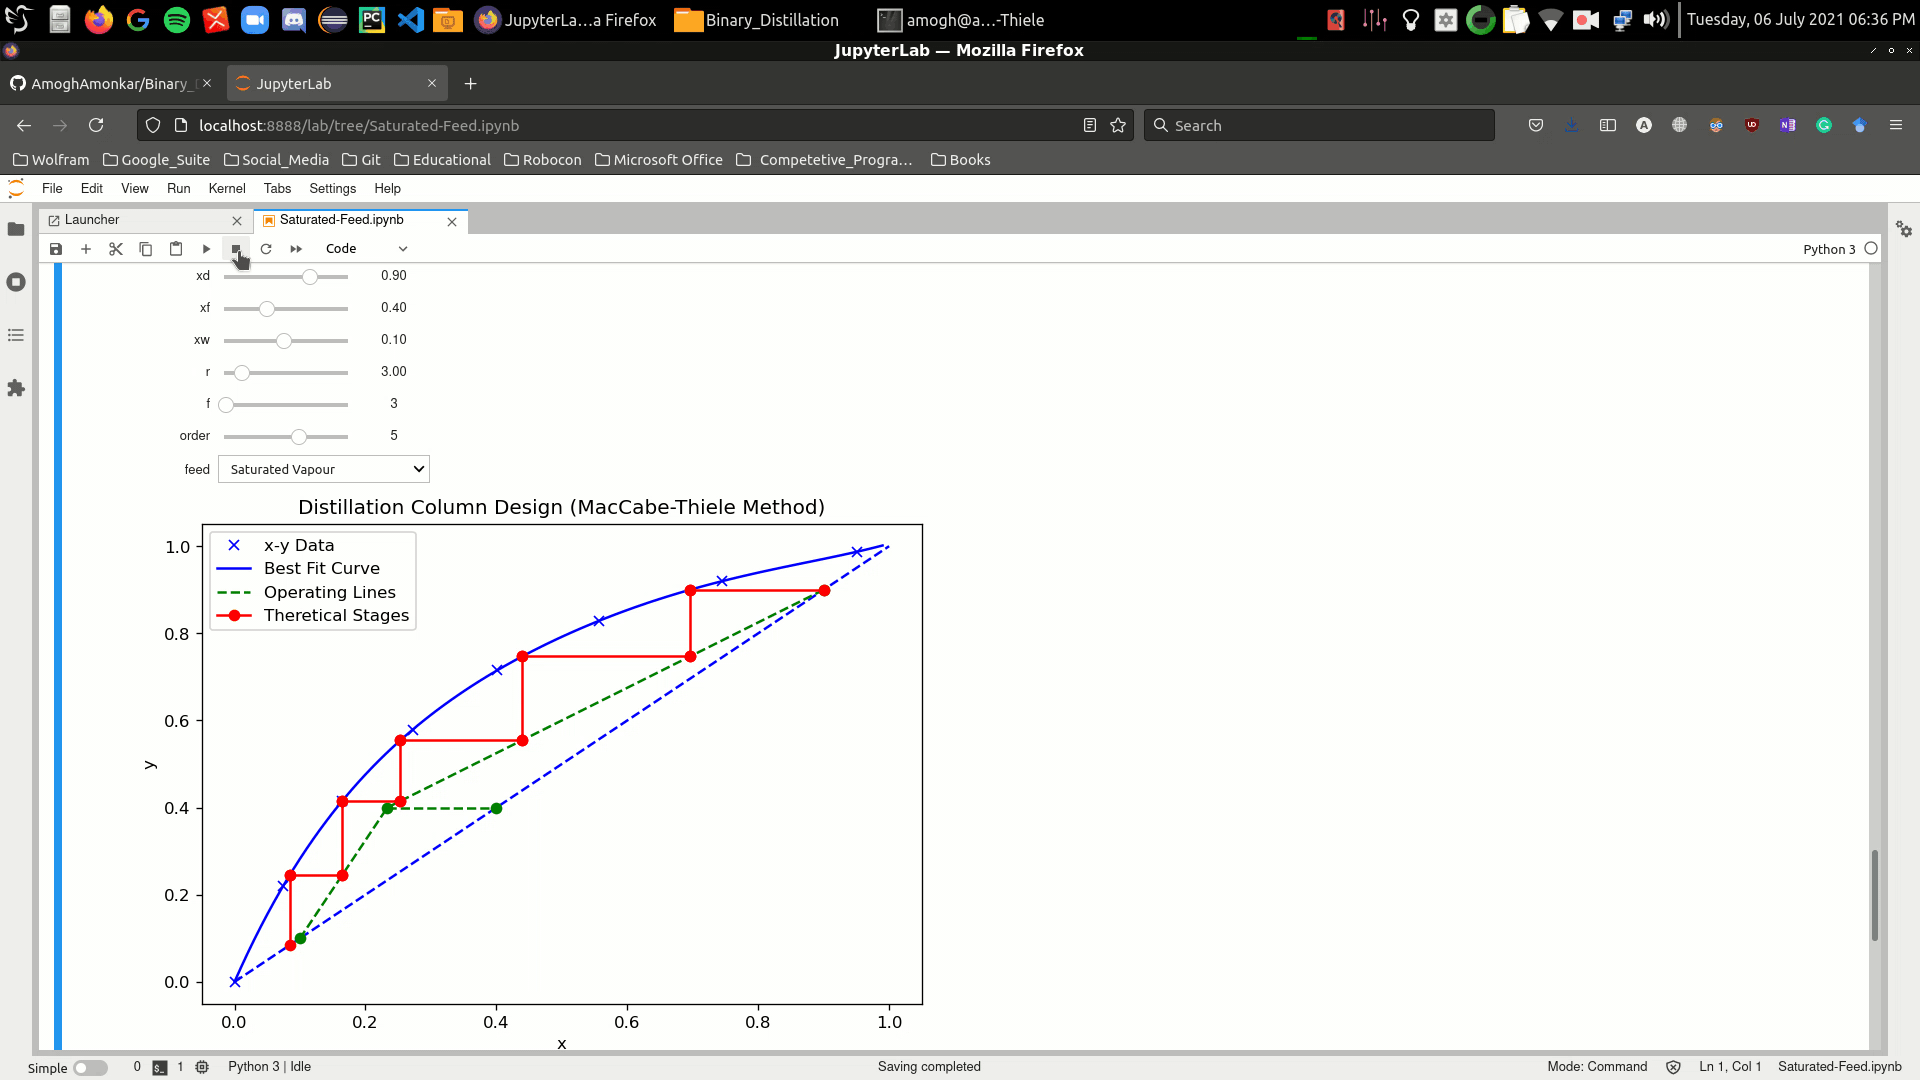 JupyterLa...a Firefox
Binary_Distillation
amogh@a...-Thiele
Tuesday, 06 July 2021 06:36 PM
JupyterLab — Mozilla Firefox
AmoghAmonkar/Binary_
JupyterLab
localhost:8888/lab/tree/Saturated-Feed.ipynb
Search
Wolfram Google_Suite Social_Media Git Educational Robocon Microsoft Office Competetive_Progra... Books
File Edit View Run Kernel Tabs Settings Help
Launcher
Saturated-Feed.ipynb
Code
Python 3
xd 0.90
xf 0.40
xw 0.10
r 3.00
f 3
order 5
feed Saturated Vapour
Distillation Column Design (MacCabe-Thiele Method)
x-y Data
Best Fit Curve
Operating Lines
Theretical Stages
1.0
0.8
0.6
y
0.4
0.2
0.0
0.0 0.2 0.4 0.6 0.8 1.0
x
Simple 0 $_ 1 Python 3 | Idle Saving completed Mode: Command Ln 1, Col 1 Saturated-Feed.ipynb